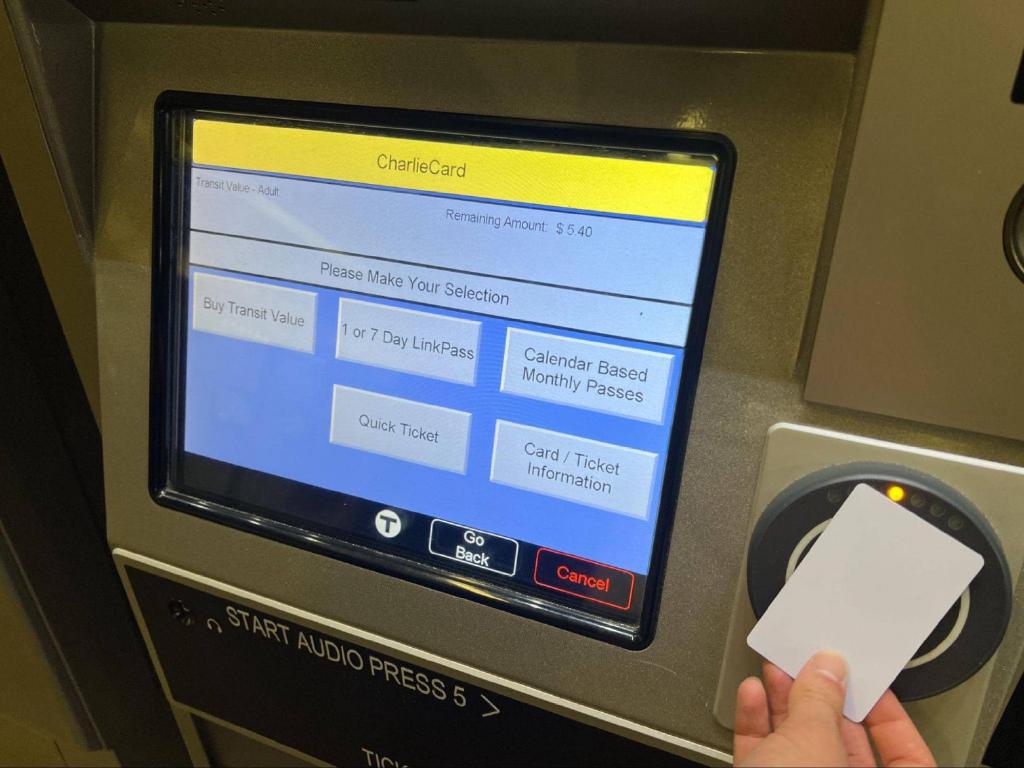 CharlieCard
Transit Value - Adult
Remaining Amount: $ 5.40
Please Make Your Selection
Buy Transit Value
1 or 7 Day LinkPass
Calendar Based
Monthly Passes
Quick Ticket
Card / Ticket
Information
T
Go
Back
Cancel
START AUDIO PRESS 5 >